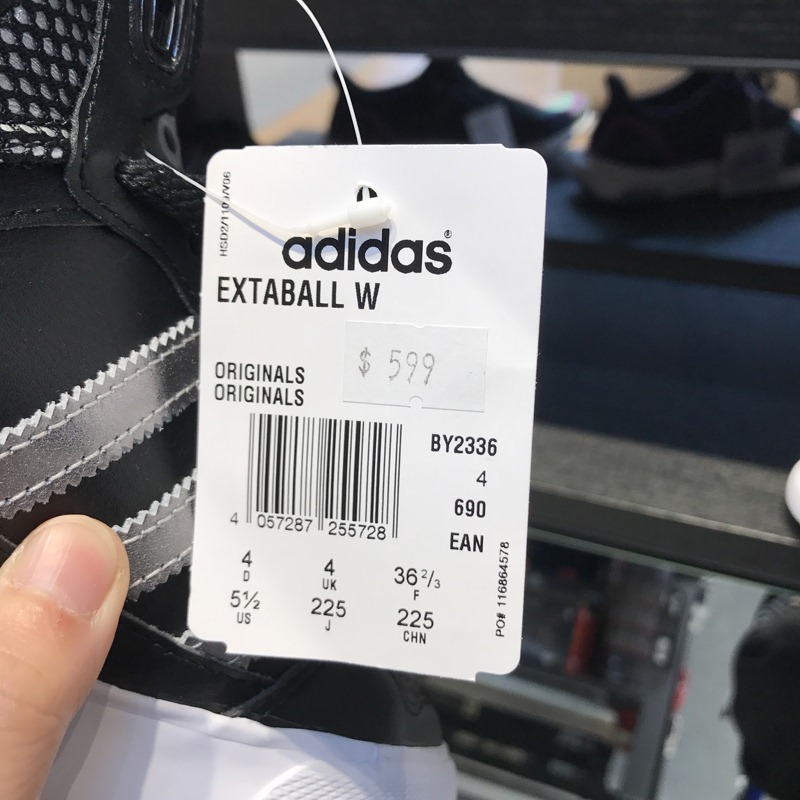 adidas®
EXTABALL W
$ 599
ORIGINALS
ORIGINALS
BY2336
4
690
EAN
4 057287 255728
4 4 36 2/3
D UK F
5½ 225 225
US J CHN
PO# 116864578